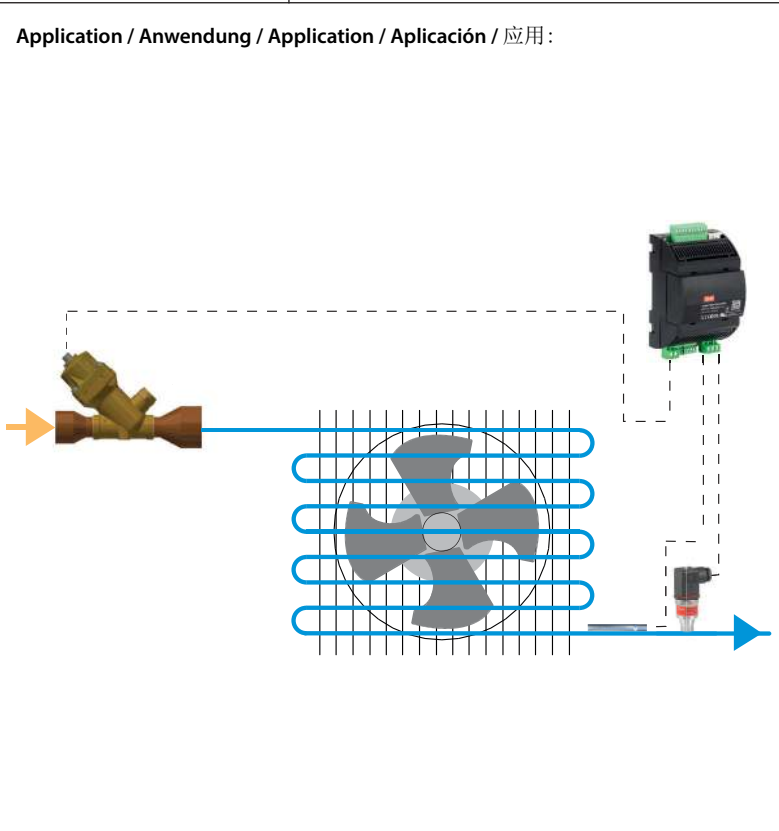 Application / Anwendung / Application / Aplicación / 应用: